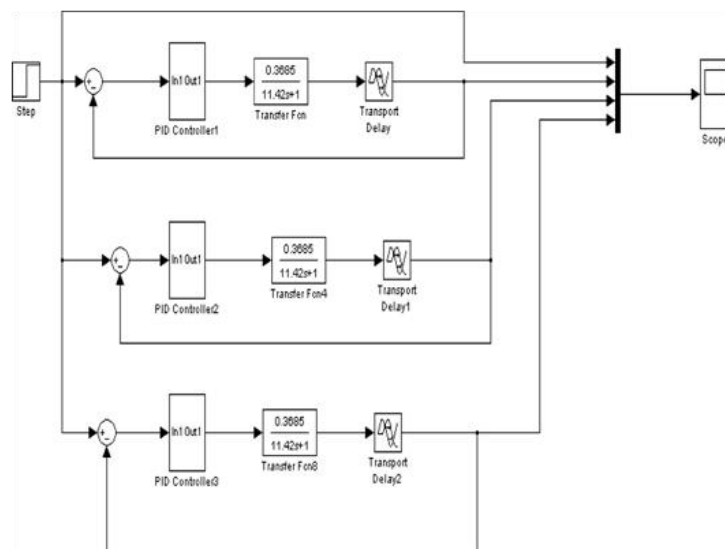 Step
+
-
In1 Out1
PID Controller1
0.3685
11.42s+1
Transfer Fcn
Transport
Delay
Scope
+
-
In1 Out1
PID Controller2
0.3685
11.42s+1
Transfer Fcn4
Transport
Delay1
+
-
In1 Out1
PID Controller3
0.3685
11.42s+1
Transfer Fcn8
Transport
Delay2